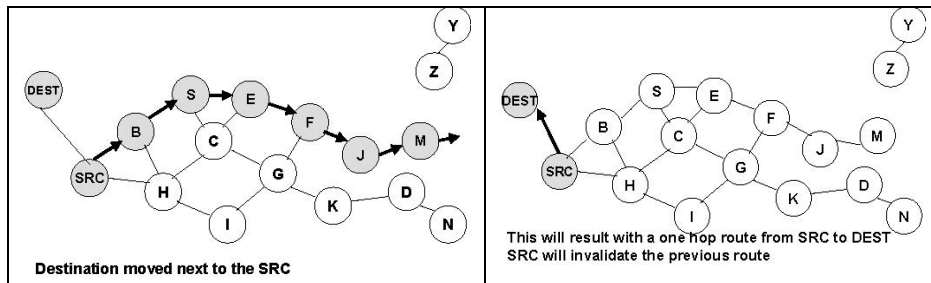 Y
Z
DEST
S
E
B
F
C
J
M
SRC
H
G
I
K
D
N
Destination moved next to the SRC
Y
Z
DEST
S
E
B
C
F
J
M
SRC
H
G
I
K
D
N
This will result with a one hop route from SRC to DEST
SRC will invalidate the previous route